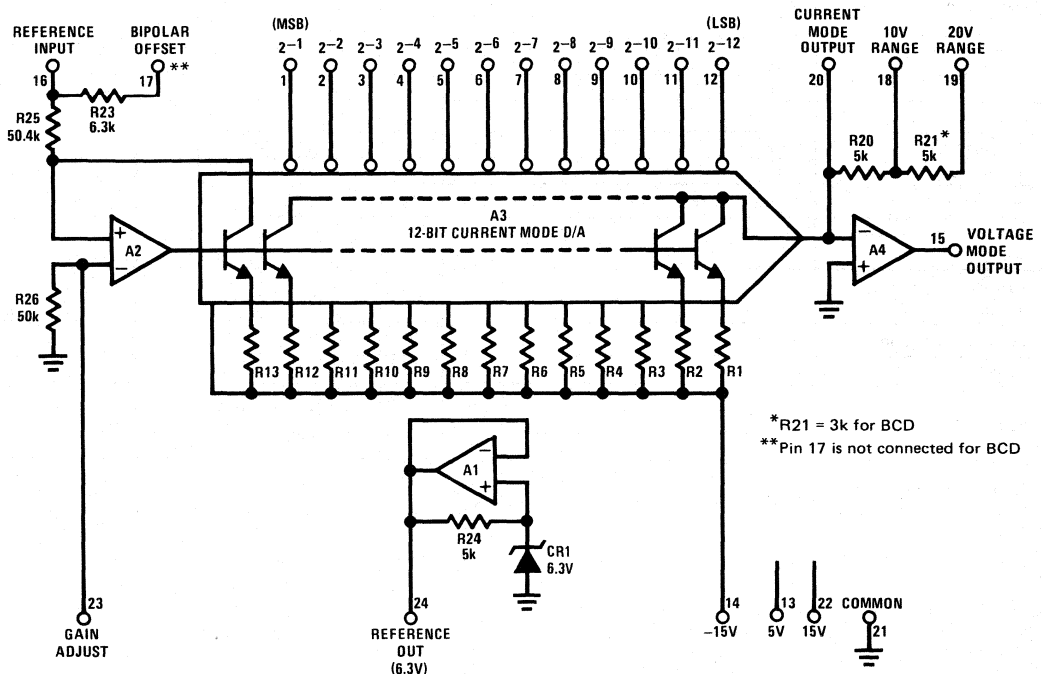 REFERENCE INPUT
16
BIPOLAR OFFSET
17
**
R25
50.4k
R23
6.3k
(MSB)
(LSB)
2–1 2–2 2–3 2–4 2–5 2–6 2–7 2–8 2–9 2–10 2–11 2–12
1 2 3 4 5 6 7 8 9 10 11 12
CURRENT MODE OUTPUT
20
10V RANGE
18
20V RANGE
19
R20
5k
R21*
5k
A3
12-BIT CURRENT MODE D/A
+
A2
–
R26
50k
–
A4
+
15
VOLTAGE MODE OUTPUT
R13 R12 R11 R10 R9 R8 R7 R6 R5 R4 R3 R2 R1
*R21 = 3k for BCD
**Pin 17 is not connected for BCD
–
A1
+
R24
5k
CR1
6.3V
23
GAIN ADJUST
24
REFERENCE OUT
(6.3V)
14
–15V
13
5V
22
15V
COMMON
21